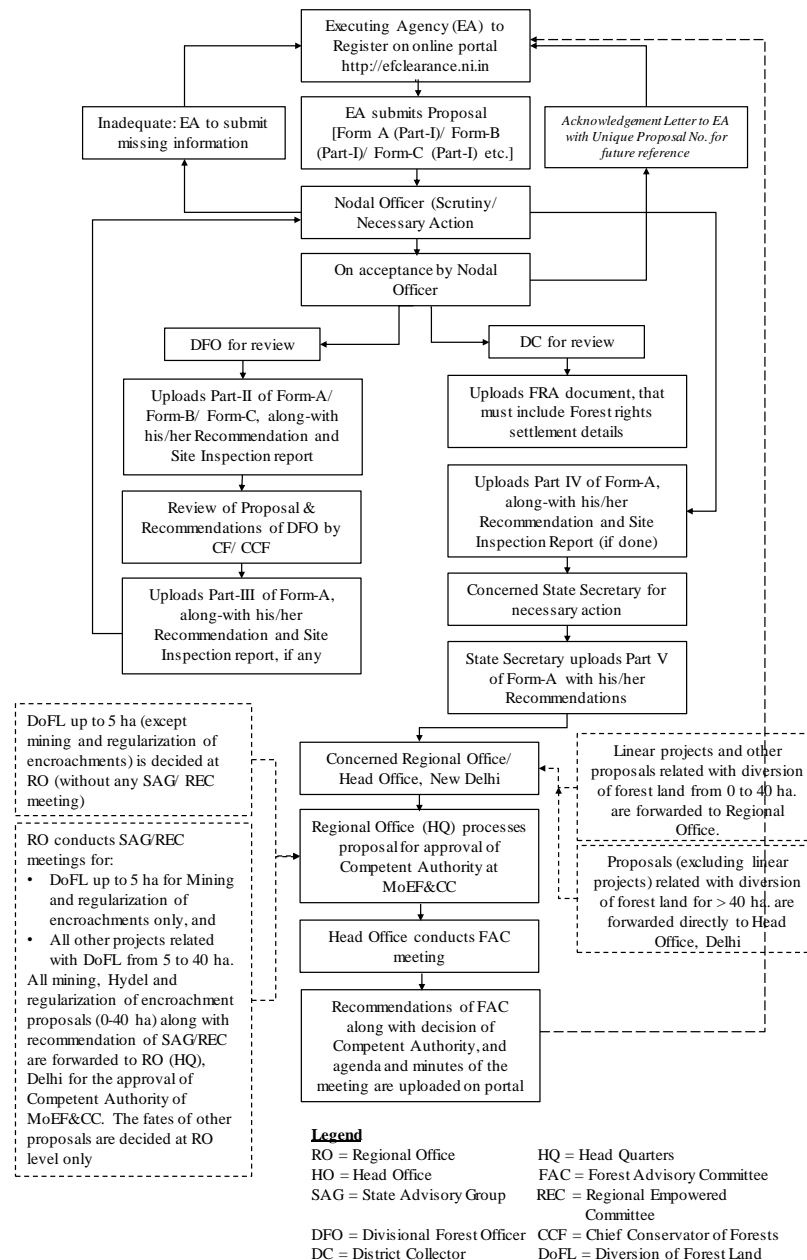 Executing Agency (EA) to
Register on online portal
http://efclearance.ni.in
Inadequate: EA to submit
missing information
EA submits Proposal
[Form A (Part-I)/ Form-B
(Part-I)/ Form-C (Part-I) etc.]
Acknowledgement Letter to EA
with Unique Proposal No. for
future reference
Nodal Officer (Scrutiny/
Necessary Action
On acceptance by Nodal
Officer
DFO for review
DC for review
Uploads Part-II of Form-A/
Form-B/ Form-C, along-with
his/her Recommendation and
Site Inspection report
Uploads FRA document, that
must include Forest rights
settlement details
Review of Proposal &
Recommendations of DFO by
CF/ CCF
Uploads Part IV of Form-A,
along-with his/her
Recommendation and Site
Inspection Report (if done)
Uploads Part-III of Form-A,
along-with his/her
Recommendation and Site
Inspection report, if any
Concerned State Secretary for
necessary action
State Secretary uploads Part V
of Form-A with his/her
Recommendations
DoFL up to 5 ha (except
mining and regularization of
encroachments) is decided at
RO (without any SAG/ REC
meeting)
Concerned Regional Office/
Head Office, New Delhi
Linear projects and other
proposals related with diversion
of forest land from 0 to 40 ha.
are forwarded to Regional
Office.
RO conducts SAG/REC
meetings for:
• DoFL up to 5 ha for Mining
and regularization of
encroachments only, and
• All other projects related
with DoFL from 5 to 40 ha.
All mining, Hydel and
regularization of encroachment
proposals (0-40 ha) along with
recommendation of SAG/REC
are forwarded to RO (HQ),
Delhi for the approval of
Competent Authority of
MoEF&CC. The fates of other
proposals are decided at RO
level only
Regional Office (HQ) processes
proposal for approval of
Competent Authority at
MoEF&CC
Proposals (excluding linear
projects) related with diversion
of forest land for > 40 ha. are
forwarded directly to Head
Office, Delhi
Head Office conducts FAC
meeting
Recommendations of FAC
along with decision of
Competent Authority, and
agenda and minutes of the
meeting are uploaded on portal
Legend
RO = Regional Office HQ = Head Quarters
HO = Head Office FAC = Forest Advisory Committee
SAG = State Advisory Group REC = Regional Empowered
Committee
DFO = Divisional Forest Officer CCF = Chief Conservator of Forests
DC = District Collector DoFL = Diversion of Forest Land